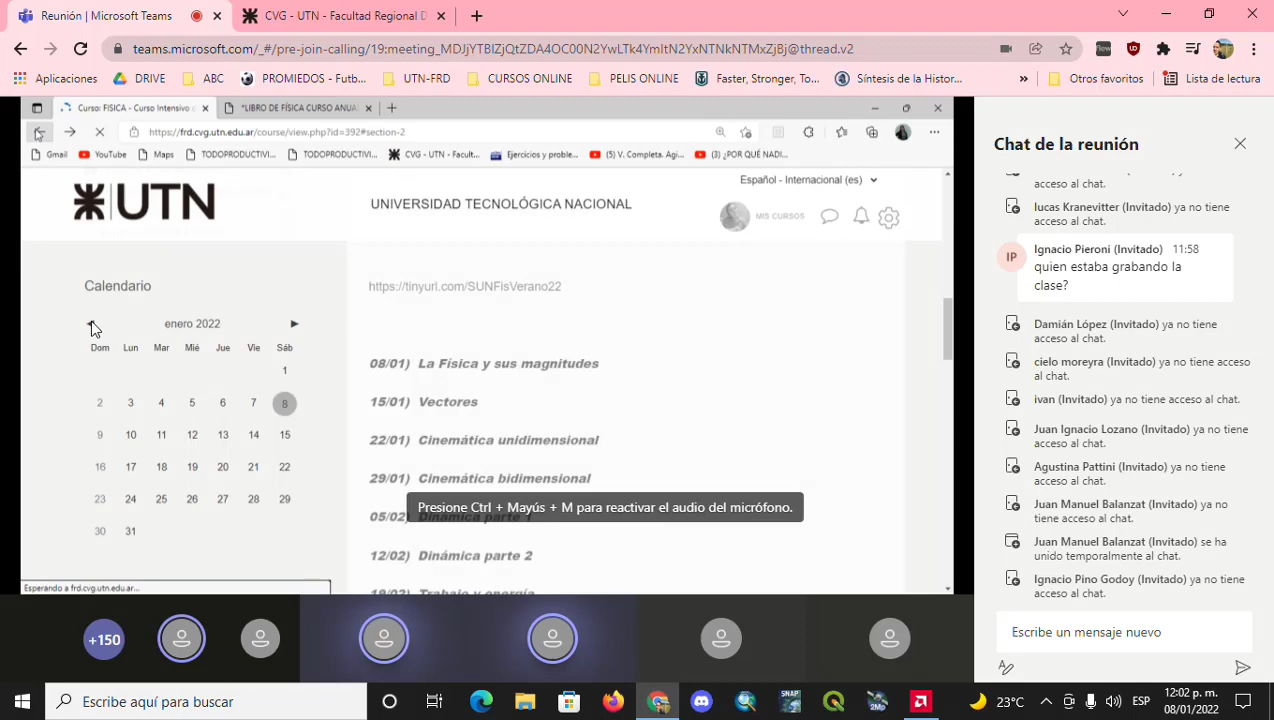 Reunión | Microsoft Teams
CVG - UTN - Facultad Regional D
teams.microsoft.com/_#/pre-join-calling/19:meeting_MDJjYTBlZjQtZDA4OC00N2YwLTk4YmItN2YxNTNkNTMxZjBj@thread.v2
Aplicaciones
DRIVE
ABC
PROMIEDOS - Futb...
UTN-FRD
CURSOS ONLINE
PELIS ONLINE
Faster, Stronger, To...
Síntesis de la Histor...
»
Otros favoritos
Lista de lectura
Curso: FISICA - Curso Intensivo
*LIBRO DE FÍSICA CURSO ANUA
https://frd.cvg.utn.edu.ar/course/view.php?id=392#section-2
Gmail
YouTube
Maps
TODOPRODUCTIVI...
TODOPRODUCTIVI...
CVG - UTN - Facult...
Ejercicios y proble...
(5) V. Completa. Agi...
(3) ¿POR QUÉ NADI...
UTN
UNIVERSIDAD TECNOLÓGICA NACIONAL
Español - Internacional (es)
MIS CURSOS
Calendario
enero 2022
Dom Lun Mar Mié Jue Vie Sáb
1
2 3 4 5 6 7 8
9 10 11 12 13 14 15
16 17 18 19 20 21 22
23 24 25 26 27 28 29
30 31
https://tinyurl.com/SUNFisVerano22
08/01) La Física y sus magnitudes
15/01) Vectores
22/01) Cinemática unidimensional
29/01) Cinemática bidimensional
Presione Ctrl + Mayús + M para reactivar el audio del micrófono.
05/02) Dinámica parte 1
12/02) Dinámica parte 2
19/02) Trabajo y energía
Esperando a frd.cvg.utn.edu.ar...
+150
Chat de la reunión
acceso al chat.
lucas Kranevitter (Invitado) ya no tiene
acceso al chat.
IP
Ignacio Pieroni (Invitado) 11:58
quien estaba grabando la
clase?
Damián López (Invitado) ya no tiene
acceso al chat.
cielo moreyra (Invitado) ya no tiene acceso
al chat.
ivan (Invitado) ya no tiene acceso al chat.
Juan Ignacio Lozano (Invitado) ya no tiene
acceso al chat.
Agustina Pattini (Invitado) ya no tiene
acceso al chat.
Juan Manuel Balanzat (Invitado) ya no
tiene acceso al chat.
Juan Manuel Balanzat (Invitado) se ha
unido temporalmente al chat.
Ignacio Pino Godoy (Invitado) ya no tiene
acceso al chat.
Escribe un mensaje nuevo
Escribe aquí para buscar
SNAP
2Mp
23°C
ESP
12:02 p. m.
08/01/2022